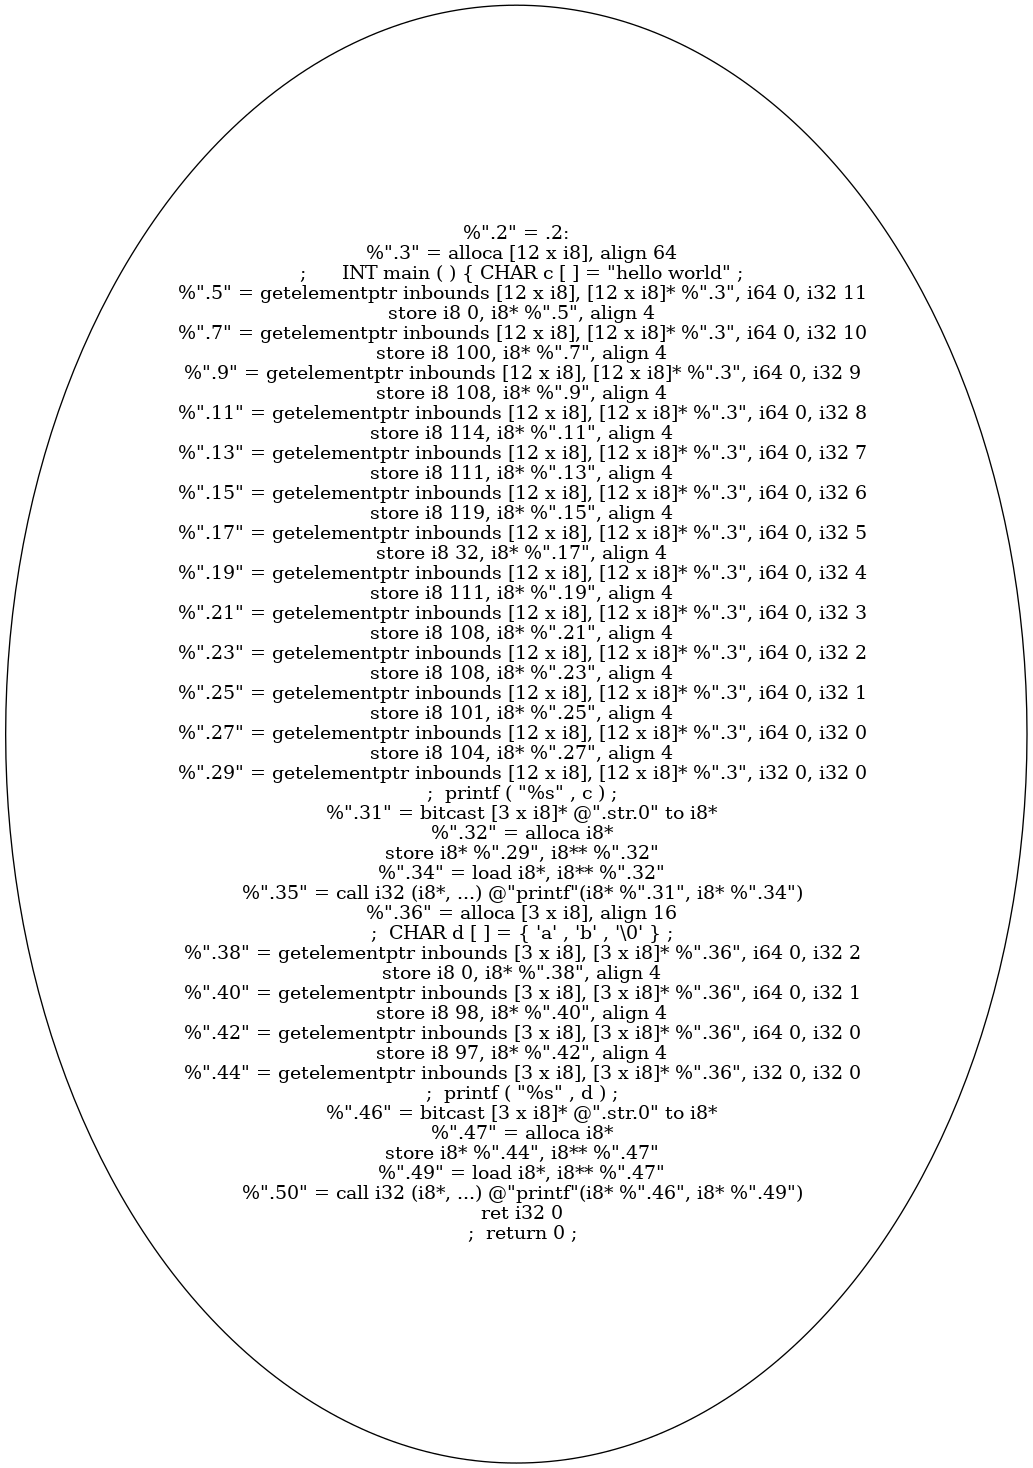 %".2" = .2:
%".3" = alloca [12 x i8], align 64
;      INT main ( ) { CHAR c [ ] = "hello world" ;
%".5" = getelementptr inbounds [12 x i8], [12 x i8]* %".3", i64 0, i32 11
store i8 0, i8* %".5", align 4
%".7" = getelementptr inbounds [12 x i8], [12 x i8]* %".3", i64 0, i32 10
store i8 100, i8* %".7", align 4
%".9" = getelementptr inbounds [12 x i8], [12 x i8]* %".3", i64 0, i32 9
store i8 108, i8* %".9", align 4
%".11" = getelementptr inbounds [12 x i8], [12 x i8]* %".3", i64 0, i32 8
store i8 114, i8* %".11", align 4
%".13" = getelementptr inbounds [12 x i8], [12 x i8]* %".3", i64 0, i32 7
store i8 111, i8* %".13", align 4
%".15" = getelementptr inbounds [12 x i8], [12 x i8]* %".3", i64 0, i32 6
store i8 119, i8* %".15", align 4
%".17" = getelementptr inbounds [12 x i8], [12 x i8]* %".3", i64 0, i32 5
store i8 32, i8* %".17", align 4
%".19" = getelementptr inbounds [12 x i8], [12 x i8]* %".3", i64 0, i32 4
store i8 111, i8* %".19", align 4
%".21" = getelementptr inbounds [12 x i8], [12 x i8]* %".3", i64 0, i32 3
store i8 108, i8* %".21", align 4
%".23" = getelementptr inbounds [12 x i8], [12 x i8]* %".3", i64 0, i32 2
store i8 108, i8* %".23", align 4
%".25" = getelementptr inbounds [12 x i8], [12 x i8]* %".3", i64 0, i32 1
store i8 101, i8* %".25", align 4
%".27" = getelementptr inbounds [12 x i8], [12 x i8]* %".3", i64 0, i32 0
store i8 104, i8* %".27", align 4
%".29" = getelementptr inbounds [12 x i8], [12 x i8]* %".3", i32 0, i32 0
;  printf ( "%s" , c ) ;
%".31" = bitcast [3 x i8]* @".str.0" to i8*
%".32" = alloca i8*
store i8* %".29", i8** %".32"
%".34" = load i8*, i8** %".32"
%".35" = call i32 (i8*, ...) @"printf"(i8* %".31", i8* %".34")
%".36" = alloca [3 x i8], align 16
;  CHAR d [ ] = { 'a' , 'b' , '\0' } ;
%".38" = getelementptr inbounds [3 x i8], [3 x i8]* %".36", i64 0, i32 2
store i8 0, i8* %".38", align 4
%".40" = getelementptr inbounds [3 x i8], [3 x i8]* %".36", i64 0, i32 1
store i8 98, i8* %".40", align 4
%".42" = getelementptr inbounds [3 x i8], [3 x i8]* %".36", i64 0, i32 0
store i8 97, i8* %".42", align 4
%".44" = getelementptr inbounds [3 x i8], [3 x i8]* %".36", i32 0, i32 0
;  printf ( "%s" , d ) ;
%".46" = bitcast [3 x i8]* @".str.0" to i8*
%".47" = alloca i8*
store i8* %".44", i8** %".47"
%".49" = load i8*, i8** %".47"
%".50" = call i32 (i8*, ...) @"printf"(i8* %".46", i8* %".49")
ret i32 0
;  return 0 ;